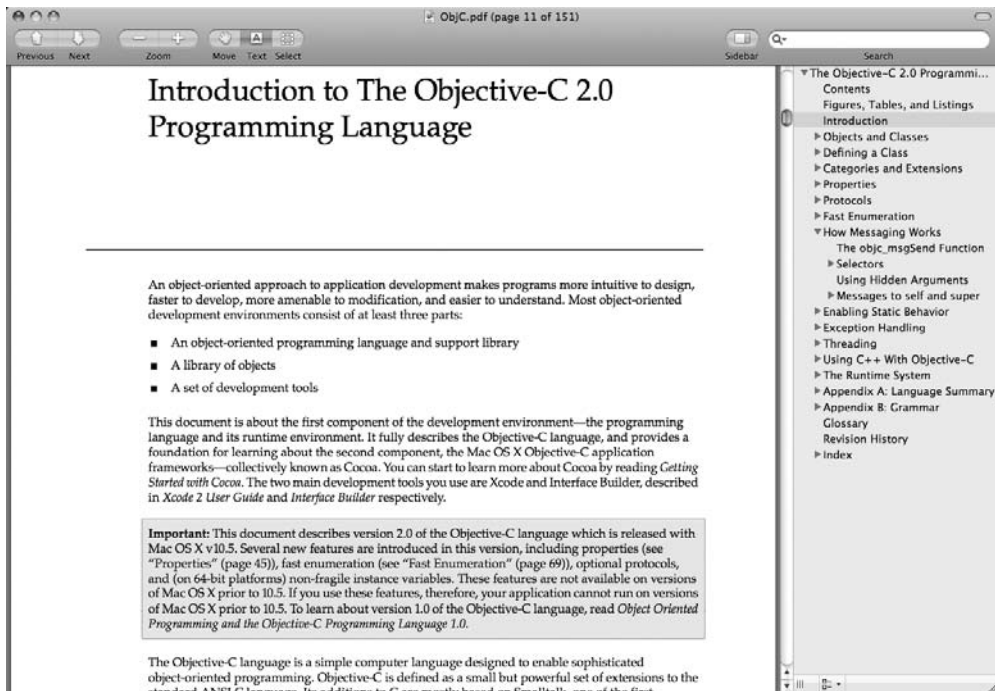 ObjC.pdf (page 11 of 151)
Previous Next Zoom Move Text Select Sidebar Search
Introduction to The Objective-C 2.0
Programming Language
An object-oriented approach to application development makes programs more intuitive to design,
faster to develop, more amenable to modification, and easier to understand. Most object-oriented
development environments consist of at least three parts:
■ An object-oriented programming language and support library
■ A library of objects
■ A set of development tools
This document is about the first component of the development environment—the programming
language and its runtime environment. It fully describes the Objective-C language, and provides a
foundation for learning about the second component, the Mac OS X Objective-C application
frameworks—collectively known as Cocoa. You can start to learn more about Cocoa by reading Getting
Started with Cocoa. The two main development tools you use are Xcode and Interface Builder, described
in Xcode 2 User Guide and Interface Builder respectively.
Important: This document describes version 2.0 of the Objective-C language which is released with
Mac OS X v10.5. Several new features are introduced in this version, including properties (see
“Properties” (page 45)), fast enumeration (see “Fast Enumeration” (page 69)), optional protocols,
and (on 64-bit platforms) non-fragile instance variables. These features are not available on versions
of Mac OS X prior to 10.5. If you use these features, therefore, your application cannot run on versions
of Mac OS X prior to 10.5. To learn about version 1.0 of the Objective-C language, read Object Oriented
Programming and the Objective-C Programming Language 1.0.
The Objective-C language is a simple computer language designed to enable sophisticated
object-oriented programming. Objective-C is defined as a small but powerful set of extensions to the
standard ANSI C language. Its additions to C are mostly based on Smalltalk, one of the first
The Objective-C 2.0 Programmi...
Contents
Figures, Tables, and Listings
Introduction
Objects and Classes
Defining a Class
Categories and Extensions
Properties
Protocols
Fast Enumeration
How Messaging Works
The objc_msgSend Function
Selectors
Using Hidden Arguments
Messages to self and super
Enabling Static Behavior
Exception Handling
Threading
Using C++ With Objective-C
The Runtime System
Appendix A: Language Summary
Appendix B: Grammar
Glossary
Revision History
Index